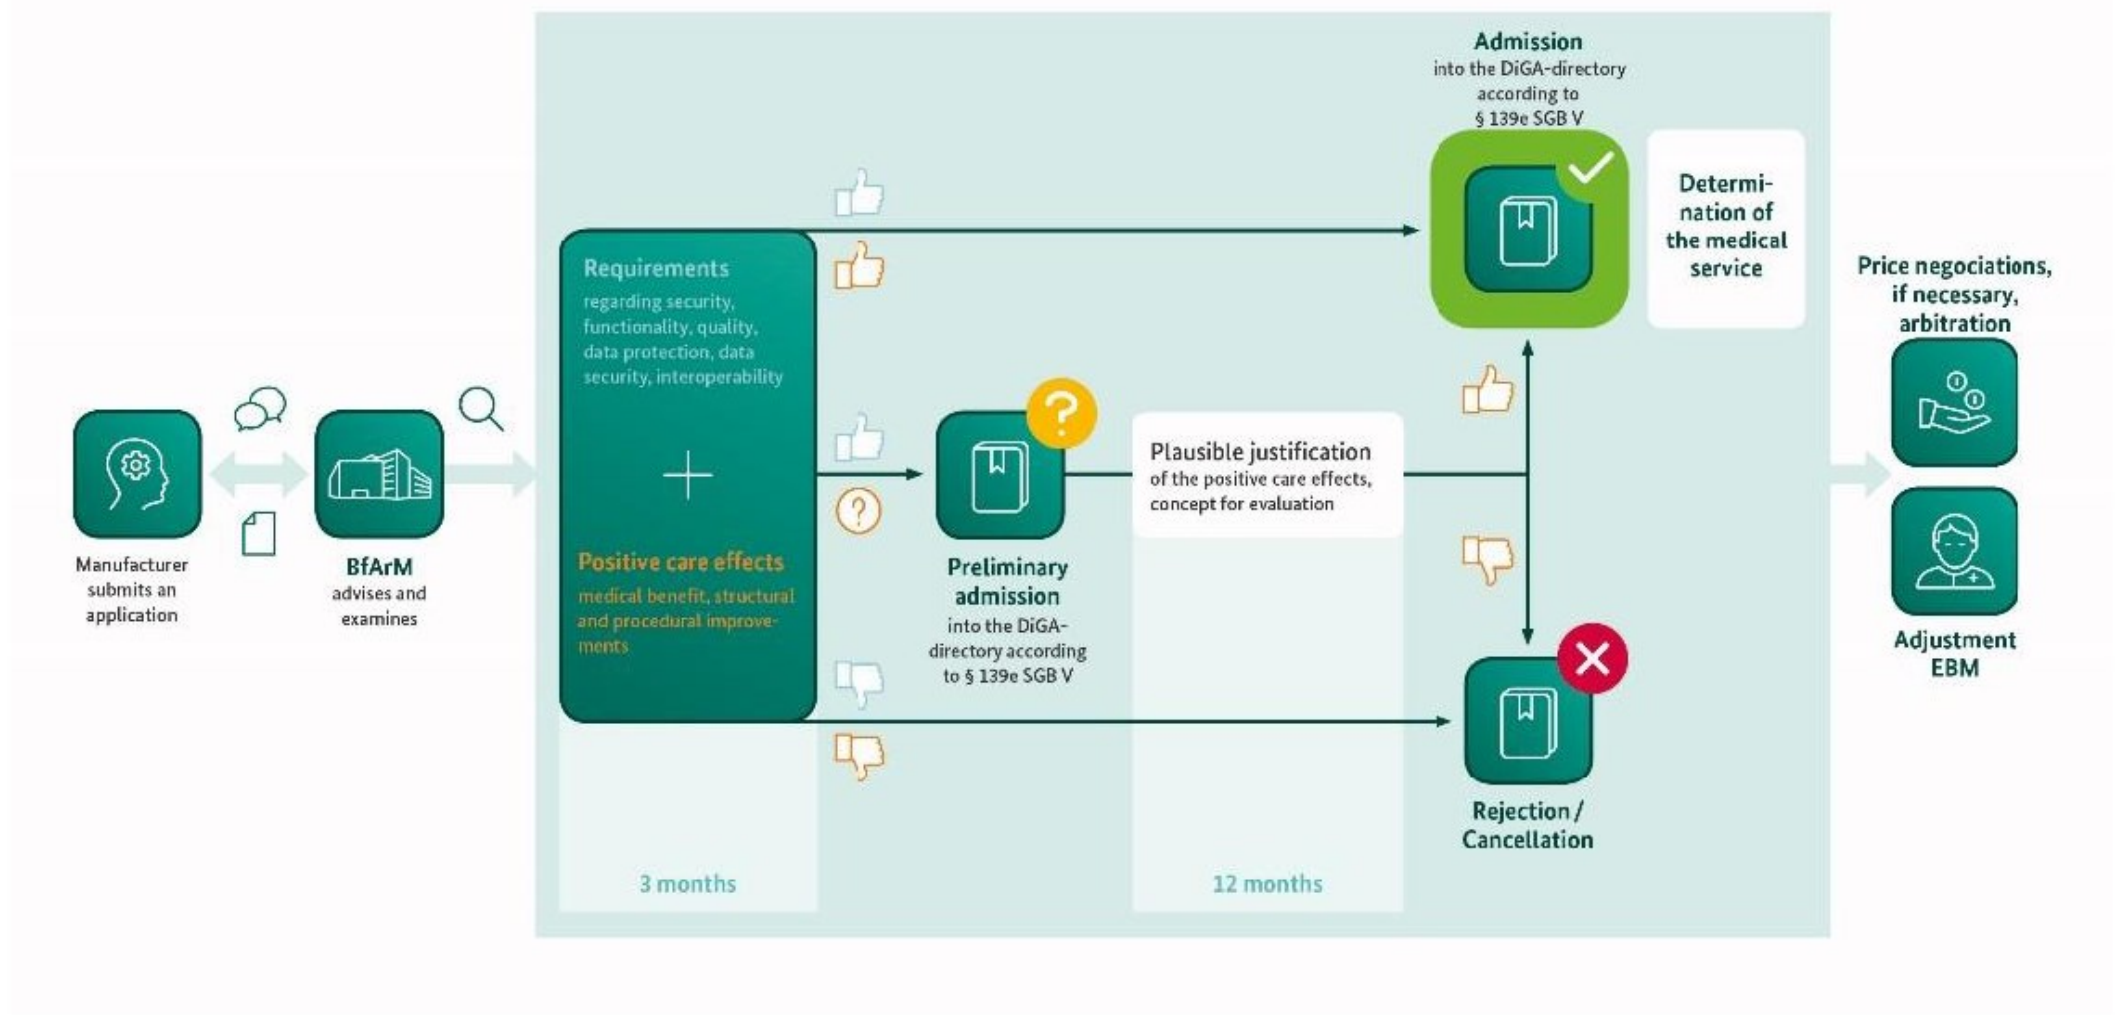 Manufacturer
submits an
application
BfArM
advises and
examines
Requirements
regarding security,
functionality, quality,
data protection, data
security, interoperability
Positive care effects
medical benefit, structural
and procedural improve-
ments
3 months
?
?
Preliminary
admission
into the DiGA-
directory according
to § 139e SGB V
Plausible justification
of the positive care effects,
concept for evaluation
12 months
Admission
into the DiGA-directory
according to
§ 139e SGB V
Determi-
nation of
the medical
service
Rejection /
Cancellation
Price negociations,
if necessary,
arbitration
Adjustment
EBM